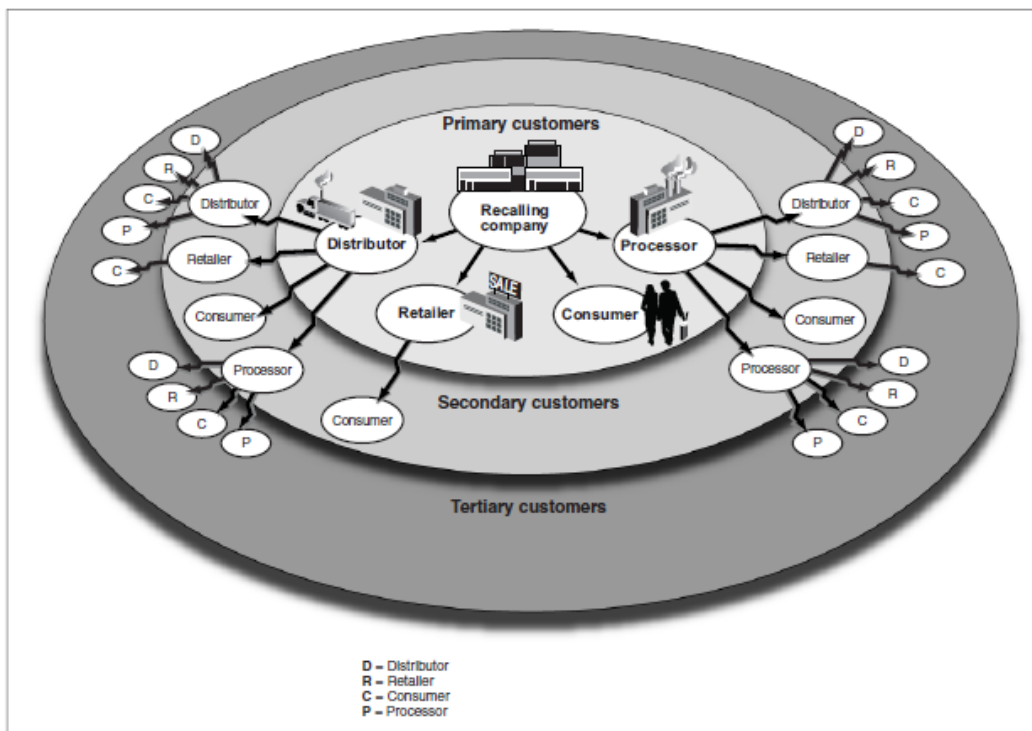 Primary customers
SALE
Recalling
company
Distributor
Processor
Retailer
Consumer
Secondary customers
Distributor
Retailer
Consumer
Processor
Consumer
Distributor
Retailer
Consumer
Processor
Tertiary customers
D
R
C
P
C
D
R
C
P
D
R
C
P
C
D
R
C
P
D – Distributor
R – Retailer
C – Consumer
P – Processor